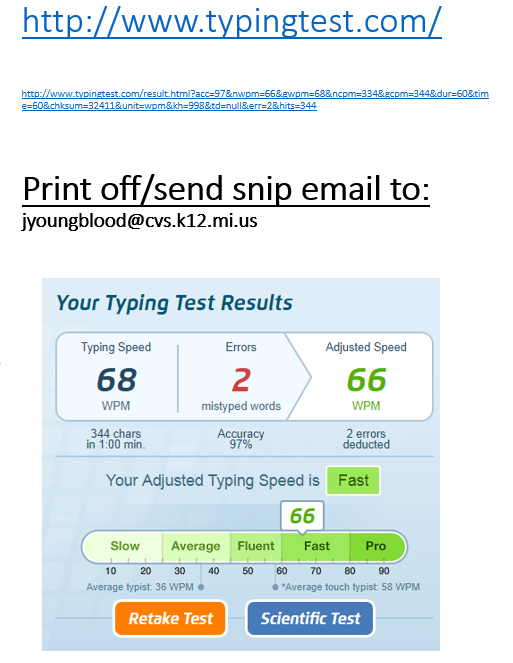 http://www.typingtest.com/
http://www.typingtest.com/result.html?acc=97&nwpm=66&gwpm=68&ncpm=334&gcpm=344&dur=60&tim
e=60&chksum=32411&unit=wpm&kh=998&td=null&err=2&hits=344
Print off/send snip email to:
jyoungblood@cvs.k12.mi.us
Your Typing Test Results
Typing Speed Errors Adjusted Speed
68 2 66
WPM mistyped words WPM
344 chars Accuracy 2 errors
in 1:00 min. 97% deducted
Your Adjusted Typing Speed is Fast
66
Slow Average Fluent Fast Pro
10 20 30 40 50 60 70 80 90
Average typist: 36 WPM *Average touch typist: 58 WPM
Retake Test Scientific Test